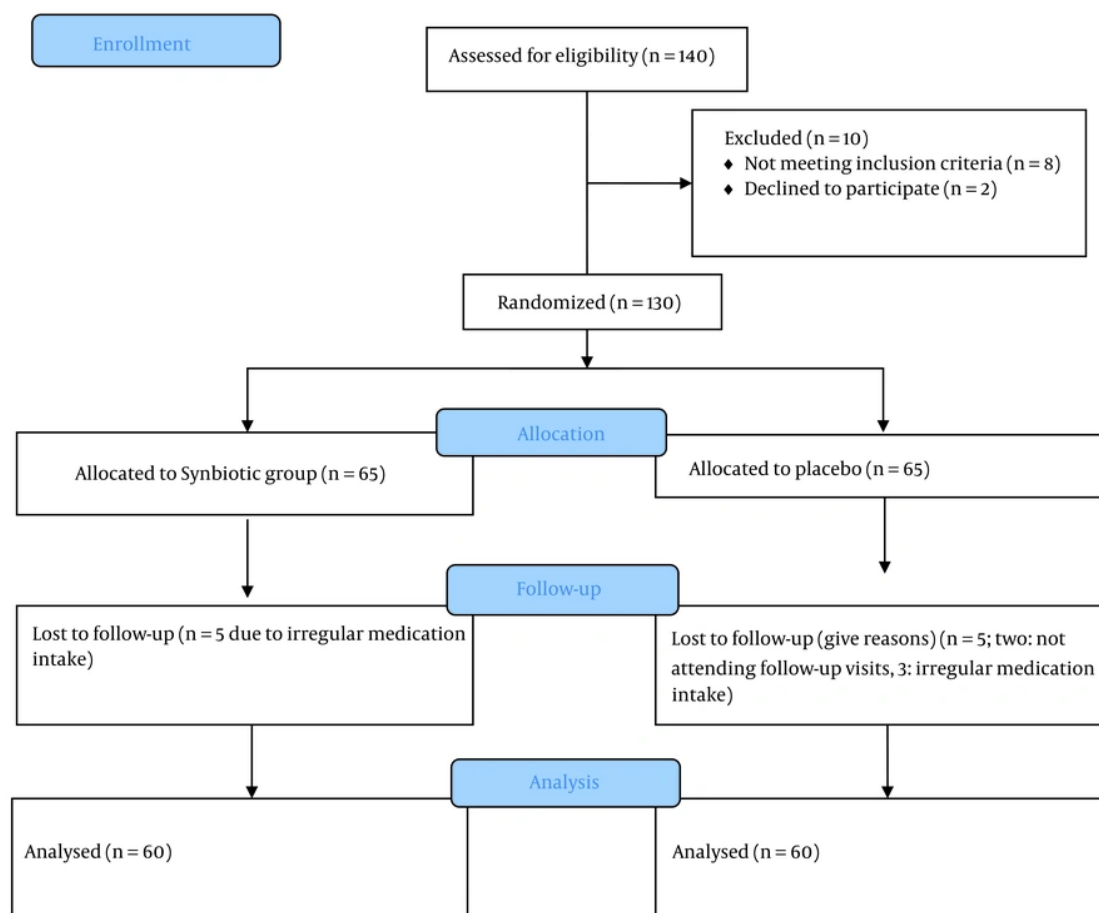 Enrollment
Assessed for eligibility (n = 140)
Excluded (n = 10)
♦ Not meeting inclusion criteria (n = 8)
♦ Declined to participate (n = 2)
Randomized (n = 130)
Allocation
Allocated to Synbiotic group (n = 65)
Allocated to placebo (n = 65)
Follow-up
Lost to follow-up (n = 5 due to irregular medication
intake)
Lost to follow-up (give reasons) (n = 5; two: not
attending follow-up visits, 3: irregular medication
intake)
Analysis
Analysed (n = 60)
Analysed (n = 60)